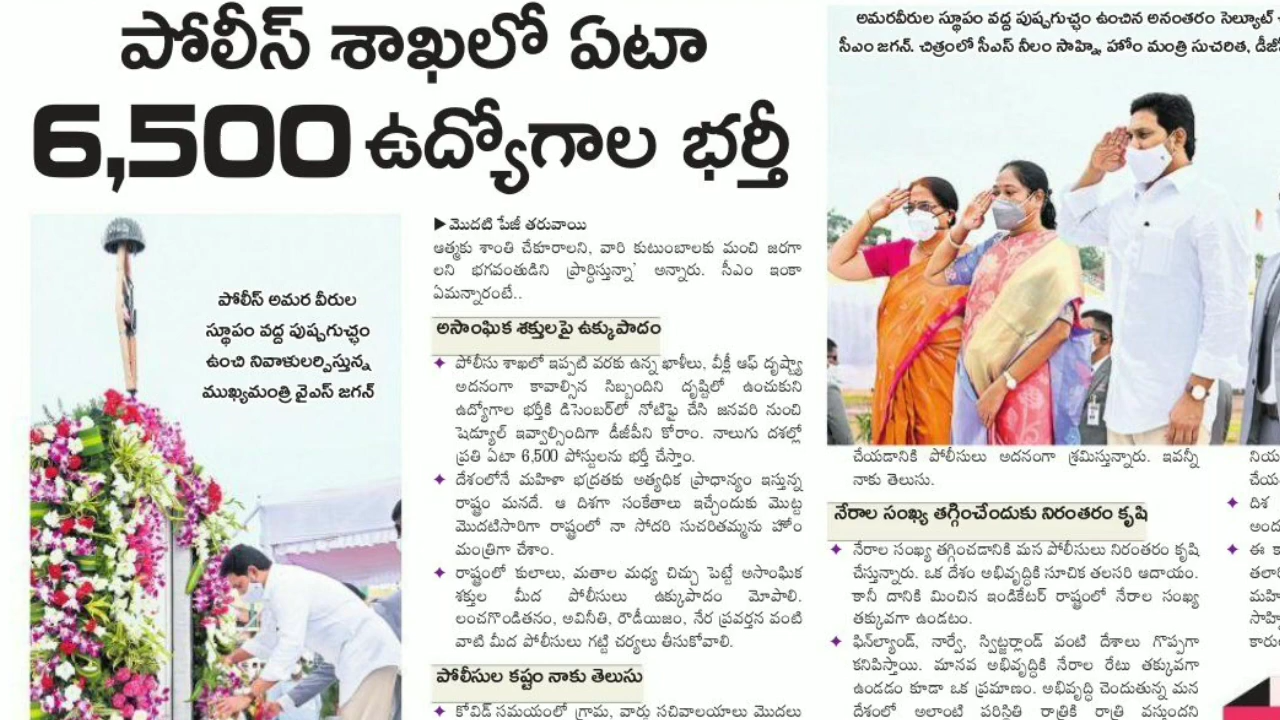 పోలీస్ శాఖలో ఏటా
6,500 ఉద్యోగాల భర్తీ
పోలీస్ అమర వీరుల
స్థూపం వద్ద పుష్పగుచ్ఛం
ఉంచి నివాళులర్పిస్తున్న
ముఖ్యమంత్రి వైఎస్ జగన్
▶ మొదటి పేజీ తరువాయి
ఆత్మకు శాంతి చేకూరాలని, వారి కుటుంబాలకు మంచి జరగా
లని భగవంతుడిని ప్రార్థిస్తున్నా' అన్నారు. సీఎం ఇంకా
ఏమన్నారంటే..
అసాంఘిక శక్తులపై ఉక్కుపాదం
✦ పోలీసు శాఖలో ఇప్పటి వరకు ఉన్న ఖాళీలు, వీక్లీ ఆఫ్ దృష్ట్యా
అదనంగా కావాల్సిన సిబ్బందిని దృష్టిలో ఉంచుకుని
ఉద్యోగాల భర్తీకి డిసెంబర్‌లో నోటిఫై చేసి జనవరి నుంచి
షెడ్యూల్ ఇవ్వాల్సిందిగా డీజీపీని కోరాం. నాలుగు దశల్లో
ప్రతి ఏటా 6,500 పోస్టులను భర్తీ చేస్తాం.
✦ దేశంలోనే మహిళా భద్రతకు అత్యధిక ప్రాధాన్యం ఇస్తున్న
రాష్ట్రం మనదే. ఆ దిశగా సంకేతాలు ఇచ్చేందుకు మొట్ట
మొదటిసారిగా రాష్ట్రంలో నా సోదరి సుచరితమ్మను హోం
మంత్రిగా చేశాం.
✦ రాష్ట్రంలో కులాలు, మతాల మధ్య చిచ్చు పెట్టే అసాంఘిక
శక్తుల మీద పోలీసులు ఉక్కుపాదం మోపాలి.
లంచగొండితనం, అవినీతి, రౌడీయిజం, నేర ప్రవర్తన వంటి
వాటి మీద పోలీసులు గట్టి చర్యలు తీసుకోవాలి.
పోలీసుల కష్టం నాకు తెలుసు
✦ కోవిడ్ సమయంలో గ్రామ, వార్డు సచివాలయాలు మొదలు
అమరవీరుల స్థూపం వద్ద పుష్పగుచ్ఛం ఉంచిన అనంతరం సెల్యూట్
సీఎం జగన్. చిత్రంలో సీఎస్ నీలం సాహ్ని, హోం మంత్రి సుచరిత,
చేయడానికి పోలీసులు అదనంగా శ్రమిస్తున్నారు. ఇవన్నీ
నాకు తెలుసు.
నేరాల సంఖ్య తగ్గించేందుకు నిరంతరం కృషి
✦ నేరాల సంఖ్య తగ్గించడానికి మన పోలీసులు నిరంతరం కృషి
చేస్తున్నారు. ఒక దేశం అభివృద్ధికి సూచిక తలసరి ఆదాయం.
కానీ దానికి మించిన ఇండికేటర్ రాష్ట్రంలో నేరాల సంఖ్య
తక్కువగా ఉండటం.
✦ ఫిన్‌ల్యాండ్, నార్వే, స్విట్జర్లాండ్ వంటి దేశాలు గొప్పగా
కనిపిస్తాయి. మానవ అభివృద్ధికి నేరాల రేటు తక్కువగా
ఉండడం కూడా ఒక ప్రమాణం. అభివృద్ధి చెందుతున్న మన
దేశంలో అలాంటి పరిస్థితి రాత్రికి రాత్రి వస్తుందని
✦ దిశ
✦ ఈ